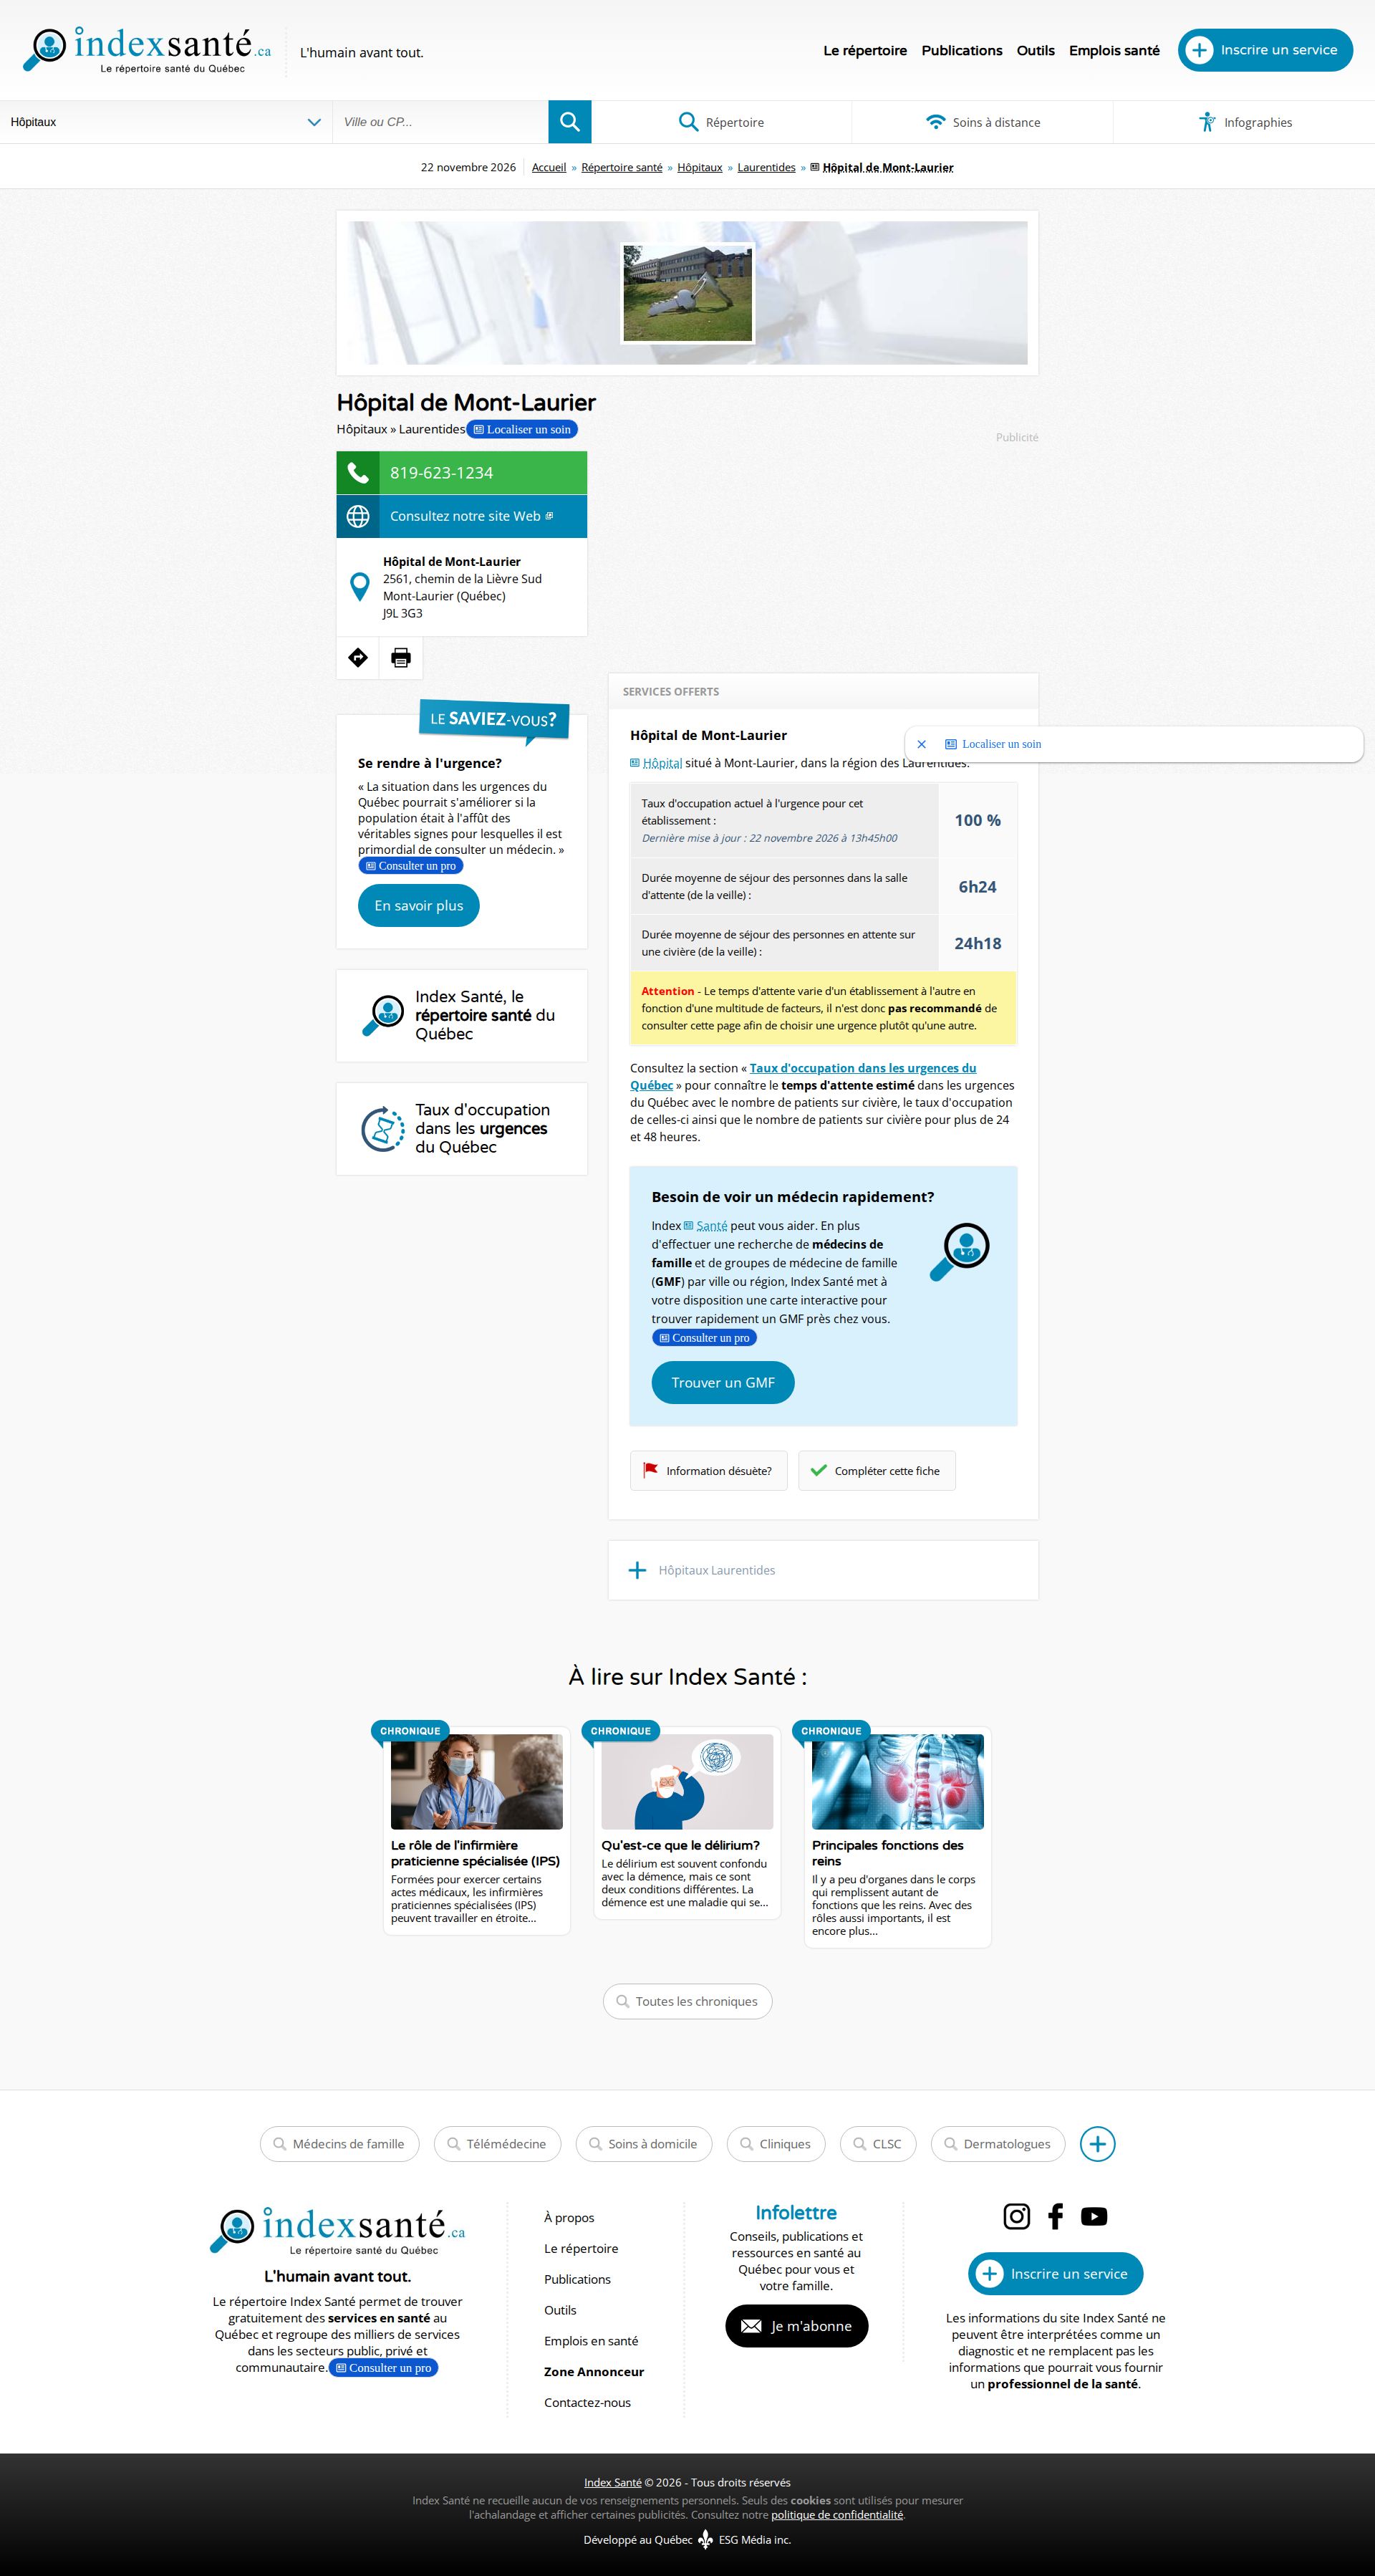 indexsanté.ca
Le répertoire santé du Québec
L'humain avant tout.
Le répertoire
Publications
Outils
Emplois santé
Inscrire un service
Hôpitaux
Ville ou CP...
Répertoire
Soins à distance
Infographies
22 novembre 2026
Accueil » Répertoire santé » Hôpitaux » Laurentides » Hôpital de Mont-Laurier
Hôpital de Mont-Laurier
Hôpitaux » Laurentides
Localiser un soin
Publicité
819-623-1234
Consultez notre site Web
Hôpital de Mont-Laurier
2561, chemin de la Lièvre Sud
Mont-Laurier (Québec)
J9L 3G3
LE SAVIEZ-VOUS?
Se rendre à l'urgence?
« La situation dans les urgences du
Québec pourrait s'améliorer si la
population était à l'affût des
véritables signes pour lesquelles il est
primordial de consulter un médecin. »
Consulter un pro
En savoir plus
Index Santé, le
répertoire santé du
Québec
Taux d'occupation
dans les urgences
du Québec
SERVICES OFFERTS
Hôpital de Mont-Laurier
Localiser un soin
Hôpital situé à Mont-Laurier, dans la région des Laurentides.
Taux d'occupation actuel à l'urgence pour cet
établissement :
Dernière mise à jour : 22 novembre 2026 à 13h45h00
100 %
Durée moyenne de séjour des personnes dans la salle
d'attente (de la veille) :
6h24
Durée moyenne de séjour des personnes en attente sur
une civière (de la veille) :
24h18
Attention - Le temps d'attente varie d'un établissement à l'autre en
fonction d'une multitude de facteurs, il n'est donc pas recommandé de
consulter cette page afin de choisir une urgence plutôt qu'une autre.
Consultez la section « Taux d'occupation dans les urgences du
Québec » pour connaître le temps d'attente estimé dans les urgences
du Québec avec le nombre de patients sur civière, le taux d'occupation
de celles-ci ainsi que le nombre de patients sur civière pour plus de 24
et 48 heures.
Besoin de voir un médecin rapidement?
Index Santé peut vous aider. En plus
d'effectuer une recherche de médecins de
famille et de groupes de médecine de famille
(GMF) par ville ou région, Index Santé met à
votre disposition une carte interactive pour
trouver rapidement un GMF près chez vous.
Consulter un pro
Trouver un GMF
Information désuète?
Compléter cette fiche
Hôpitaux Laurentides
À lire sur Index Santé :
CHRONIQUE
Le rôle de l'infirmière
praticienne spécialisée (IPS)
Formées pour exercer certains
actes médicaux, les infirmières
praticiennes spécialisées (IPS)
peuvent travailler en étroite...
CHRONIQUE
Qu'est-ce que le délirium?
Le délirium est souvent confondu
avec la démence, mais ce sont
deux conditions différentes. La
démence est une maladie qui se...
CHRONIQUE
Principales fonctions des
reins
Il y a peu d'organes dans le corps
qui remplissent autant de
fonctions que les reins. Avec des
rôles aussi importants, il est
encore plus...
Toutes les chroniques
Médecins de famille
Télémédecine
Soins à domicile
Cliniques
CLSC
Dermatologues
indexsanté.ca
Le répertoire santé du Québec
L'humain avant tout.
Le répertoire Index Santé permet de trouver
gratuitement des services en santé au
Québec et regroupe des milliers de services
dans les secteurs public, privé et
communautaire.
Consulter un pro
À propos
Le répertoire
Publications
Outils
Emplois en santé
Zone Annonceur
Contactez-nous
Infolettre
Conseils, publications et
ressources en santé au
Québec pour vous et
votre famille.
Je m'abonne
Inscrire un service
Les informations du site Index Santé ne
peuvent être interprétées comme un
diagnostic et ne remplacent pas les
informations que pourrait vous fournir
un professionnel de la santé.
Index Santé © 2026 - Tous droits réservés
Index Santé ne recueille aucun de vos renseignements personnels. Seuls des cookies sont utilisés pour mesurer
l'achalandage et afficher certaines publicités. Consultez notre politique de confidentialité.
Développé au Québec
ESG Média inc.